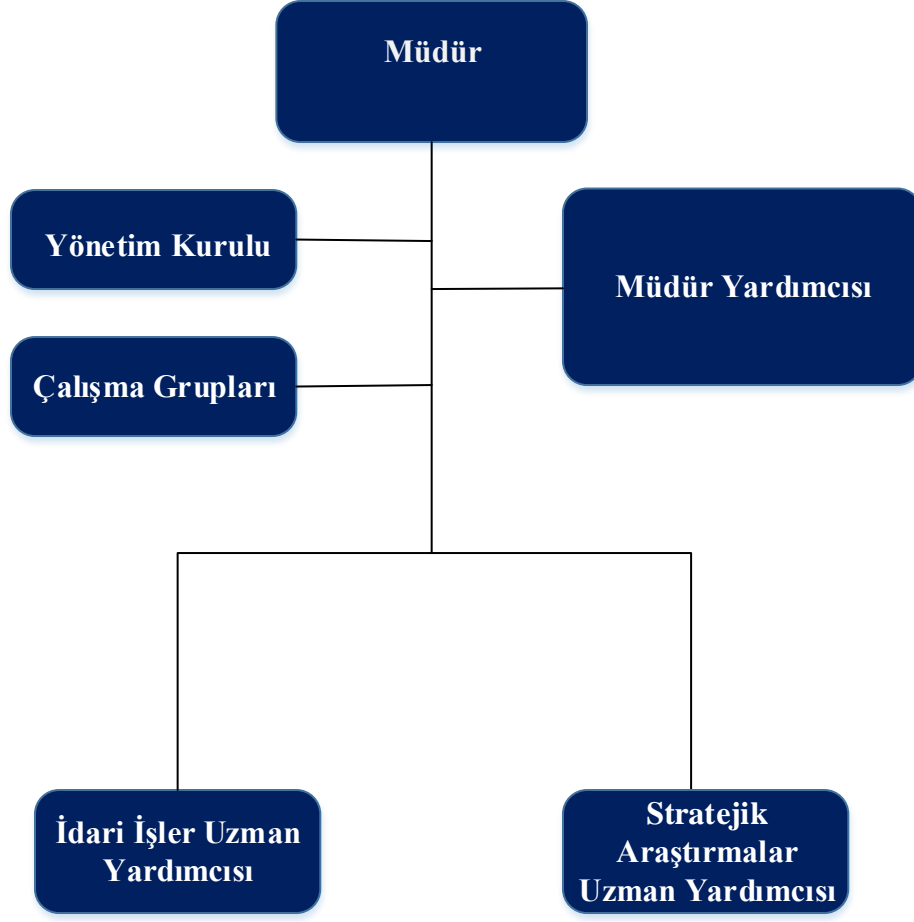 Müdür
Yönetim Kurulu
Müdür Yardımcısı
Çalışma Grupları
İdari İşler Uzman
Yardımcısı
Stratejik
Araştırmalar
Uzman Yardımcısı